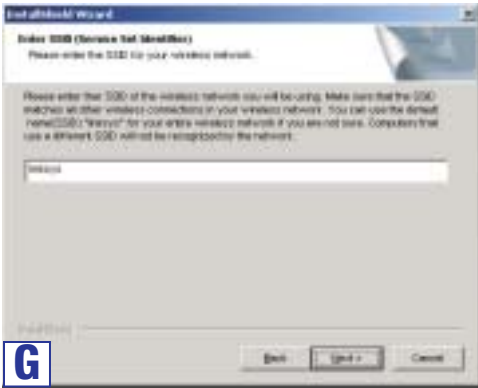 InstallShield Wizard
Enter SSID (Service Set Identifier)
Please enter the SSID for your wireless network.
Please enter that SSID of the wireless network you will be using. Make sure that the SSID
matches all other wireless connections in your wireless network. You can use the default
name(SSID) "linksys" for your entire wireless network if you are not sure. Computers that
use a different SSID will not be recognized by the network.
linksys
InstallShield
Back
Next >
Cancel
G